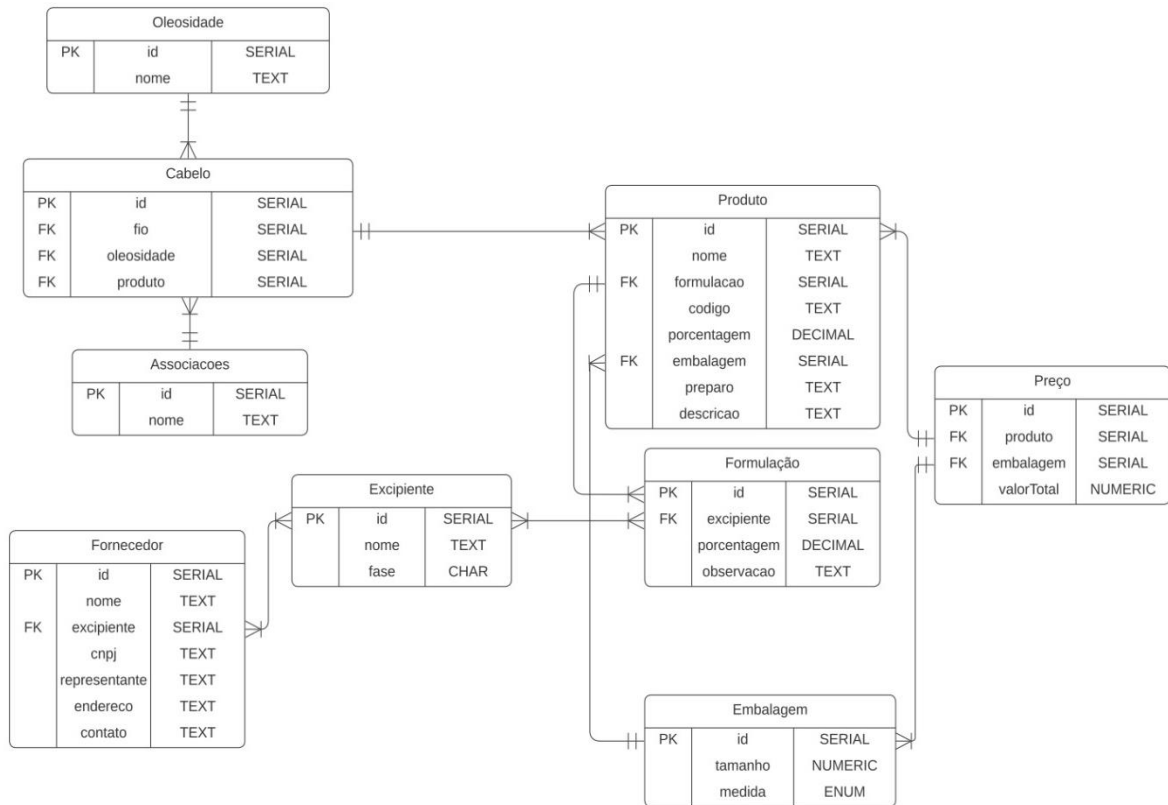 Oleosidade
PK id SERIAL
nome TEXT
Cabelo
PK id SERIAL
FK fio SERIAL
FK oleosidade SERIAL
FK produto SERIAL
Associacoes
PK id SERIAL
nome TEXT
Produto
PK id SERIAL
nome TEXT
FK formulacao SERIAL
codigo TEXT
porcentagem DECIMAL
FK embalagem SERIAL
preparo TEXT
descricao TEXT
Preço
PK id SERIAL
FK produto SERIAL
FK embalagem SERIAL
valorTotal NUMERIC
Formulação
PK id SERIAL
FK excipiente SERIAL
porcentagem DECIMAL
observacao TEXT
Excipiente
PK id SERIAL
nome TEXT
fase CHAR
Fornecedor
PK id SERIAL
nome TEXT
FK excipiente SERIAL
cnpj TEXT
representante TEXT
endereco TEXT
contato TEXT
Embalagem
PK id SERIAL
tamanho NUMERIC
medida ENUM